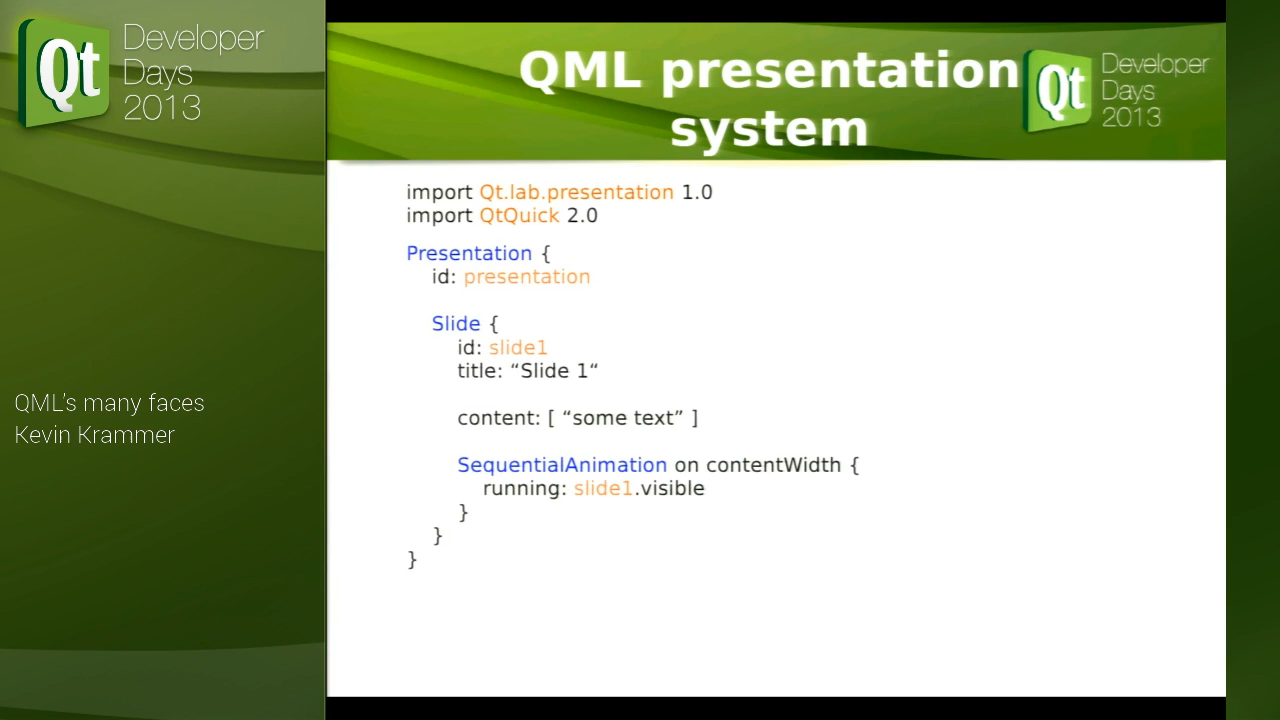 Qt Developer
Days
2013
QML's many faces
Kevin Krammer
QML presentation
system
Qt Developer
Days
2013
import Qt.lab.presentation 1.0
import QtQuick 2.0
Presentation {
id: presentation
Slide {
id: slide1
title: “Slide 1“
content: [ “some text” ]
SequentialAnimation on contentWidth {
running: slide1.visible
}
}
}